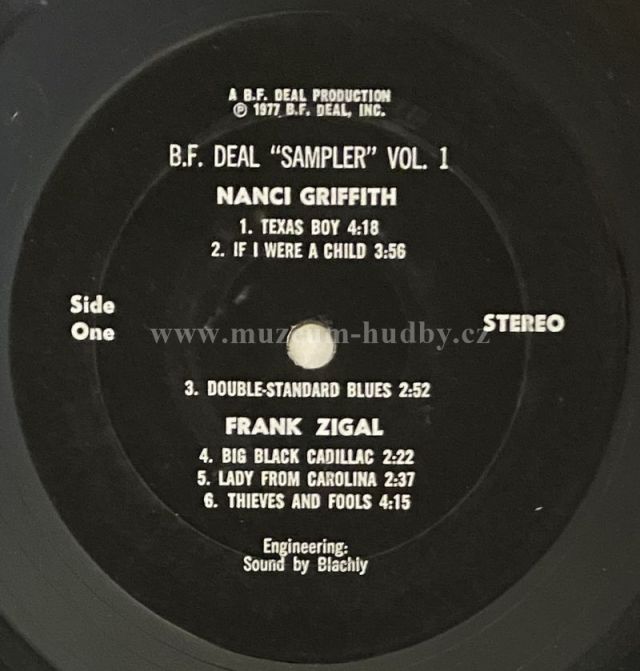 A B.F. DEAL PRODUCTION
℗ 1977 B.F. DEAL, INC.
B.F. DEAL "SAMPLER" VOL. 1
NANCI GRIFFITH
1. TEXAS BOY 4:18
2. IF I WERE A CHILD 3:56
Side
One
STEREO
www.muzeum-hudby.cz
3. DOUBLE-STANDARD BLUES 2:52
FRANK ZIGAL
4. BIG BLACK CADILLAC 2:22
5. LADY FROM CAROLINA 2:37
6. THIEVES AND FOOLS 4:15
Engineering:
Sound by Blachly